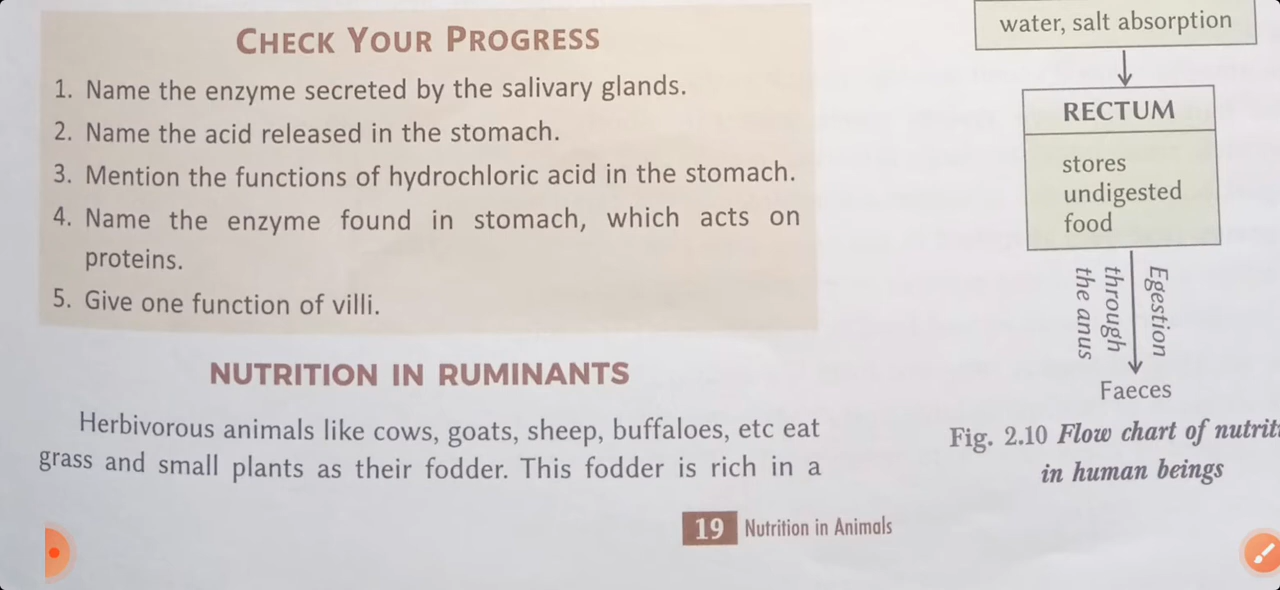 CHECK YOUR PROGRESS
1. Name the enzyme secreted by the salivary glands.
2. Name the acid released in the stomach.
3. Mention the functions of hydrochloric acid in the stomach.
4. Name the enzyme found in stomach, which acts on
proteins.
5. Give one function of villi.
NUTRITION IN RUMINANTS
Herbivorous animals like cows, goats, sheep, buffaloes, etc eat
grass and small plants as their fodder. This fodder is rich in a
water, salt absorption
RECTUM
stores
undigested
food
Egestion
through
the anus
Faeces
Fig. 2.10 Flow chart of nutriti
in human beings
19 Nutrition in Animals